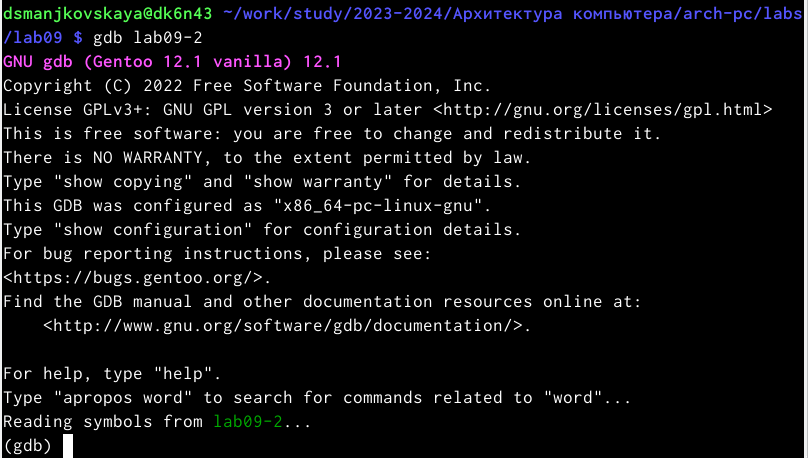 dsmanjkovskaya@dk6n43 ~/work/study/2023-2024/Архитектура компьютера/arch-pc/labs
/lab09 $ gdb lab09-2
GNU gdb (Gentoo 12.1 vanilla) 12.1
Copyright (C) 2022 Free Software Foundation, Inc.
License GPLv3+: GNU GPL version 3 or later <http://gnu.org/licenses/gpl.html>
This is free software: you are free to change and redistribute it.
There is NO WARRANTY, to the extent permitted by law.
Type "show copying" and "show warranty" for details.
This GDB was configured as "x86_64-pc-linux-gnu".
Type "show configuration" for configuration details.
For bug reporting instructions, please see:
<https://bugs.gentoo.org/>.
Find the GDB manual and other documentation resources online at:
    <http://www.gnu.org/software/gdb/documentation/>.

For help, type "help".
Type "apropos word" to search for commands related to "word"...
Reading symbols from lab09-2...
(gdb)